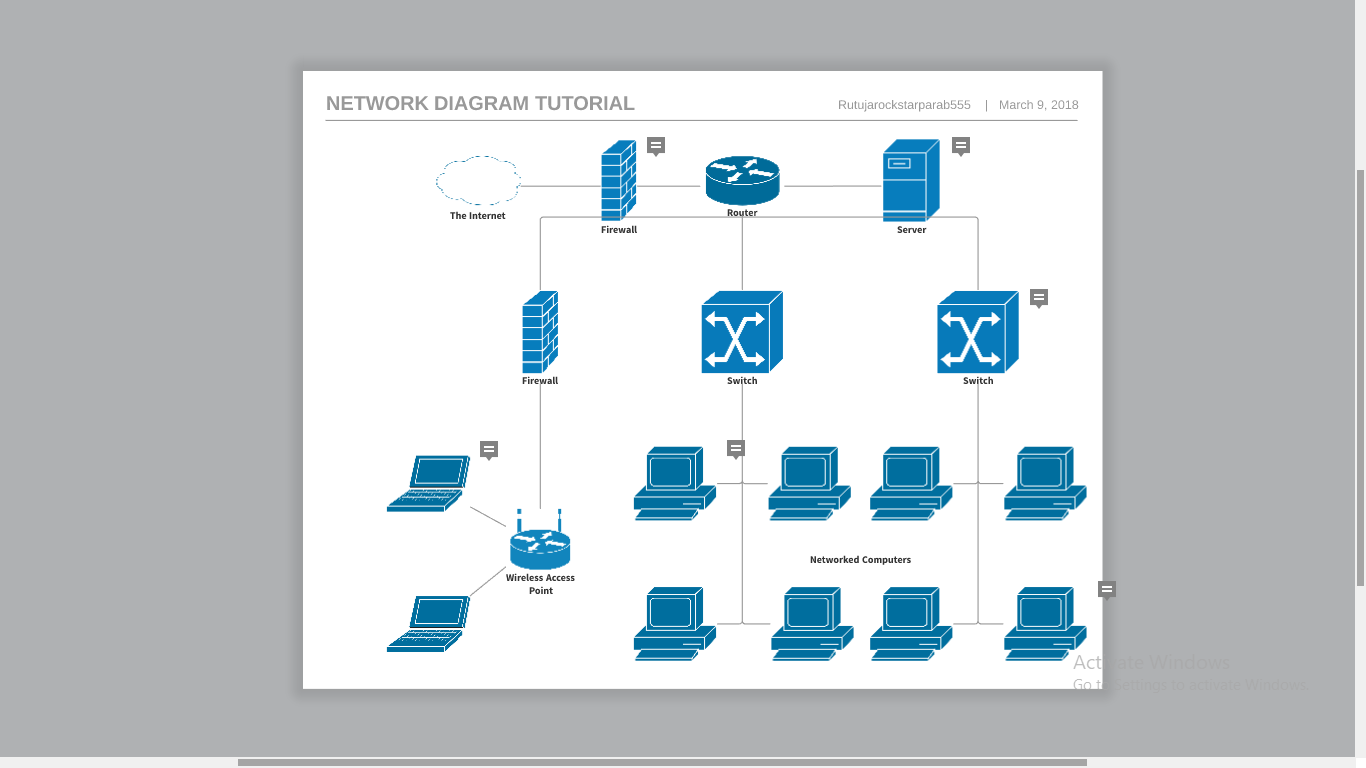 NETWORK DIAGRAM TUTORIAL
Rutujarockstarparab555 | March 9, 2018
The Internet
Router
Firewall
Server
Firewall
Switch
Switch
Networked Computers
Wireless Access
Point
Activate Windows
Go to Settings to activate Windows.